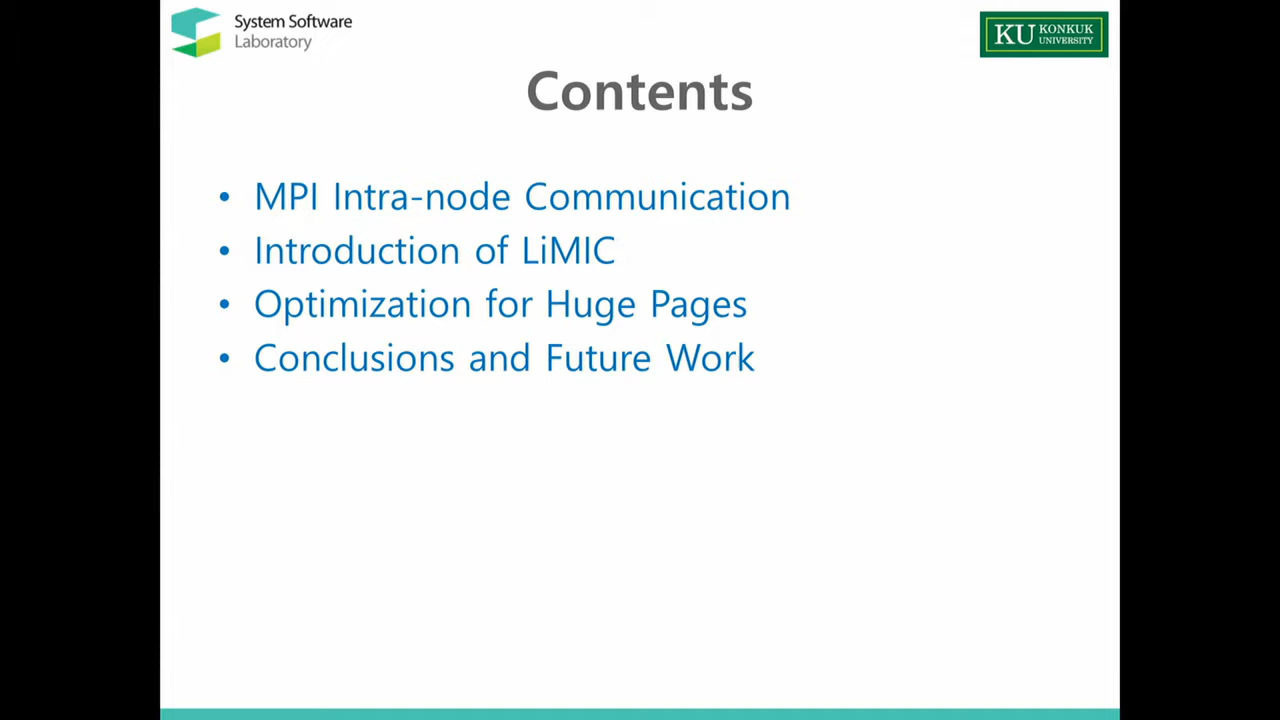 System Software
Laboratory
KU KONKUK
UNIVERSITY
Contents
• MPI Intra-node Communication
• Introduction of LiMIC
• Optimization for Huge Pages
• Conclusions and Future Work